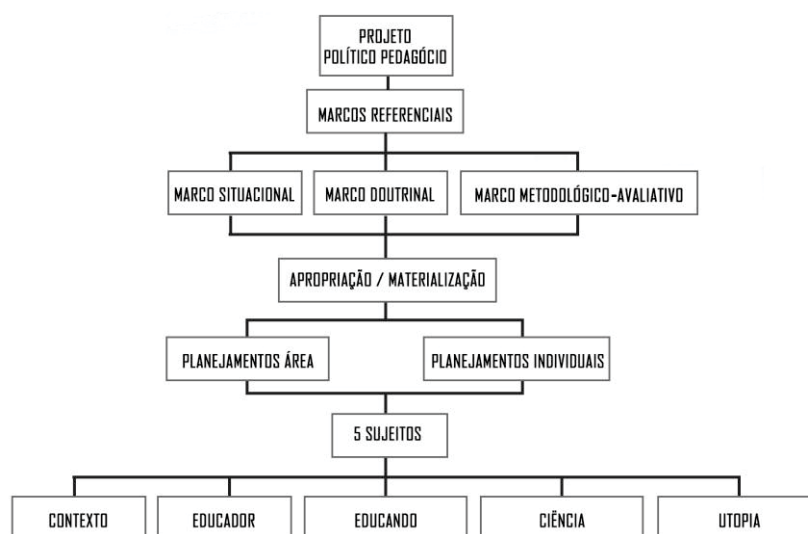 PROJETO
POLÍTICO PEDAGÓCIO
MARCOS REFERENCIAIS
MARCO SITUACIONAL
MARCO DOUTRINAL
MARCO METODOLÓGICO-AVALIATIVO
APROPRIAÇÃO / MATERIALIZAÇÃO
PLANEJAMENTOS ÁREA
PLANEJAMENTOS INDIVIDUAIS
5 SUJEITOS
CONTEXTO
EDUCADOR
EDUCANDO
CIÊNCIA
UTOPIA